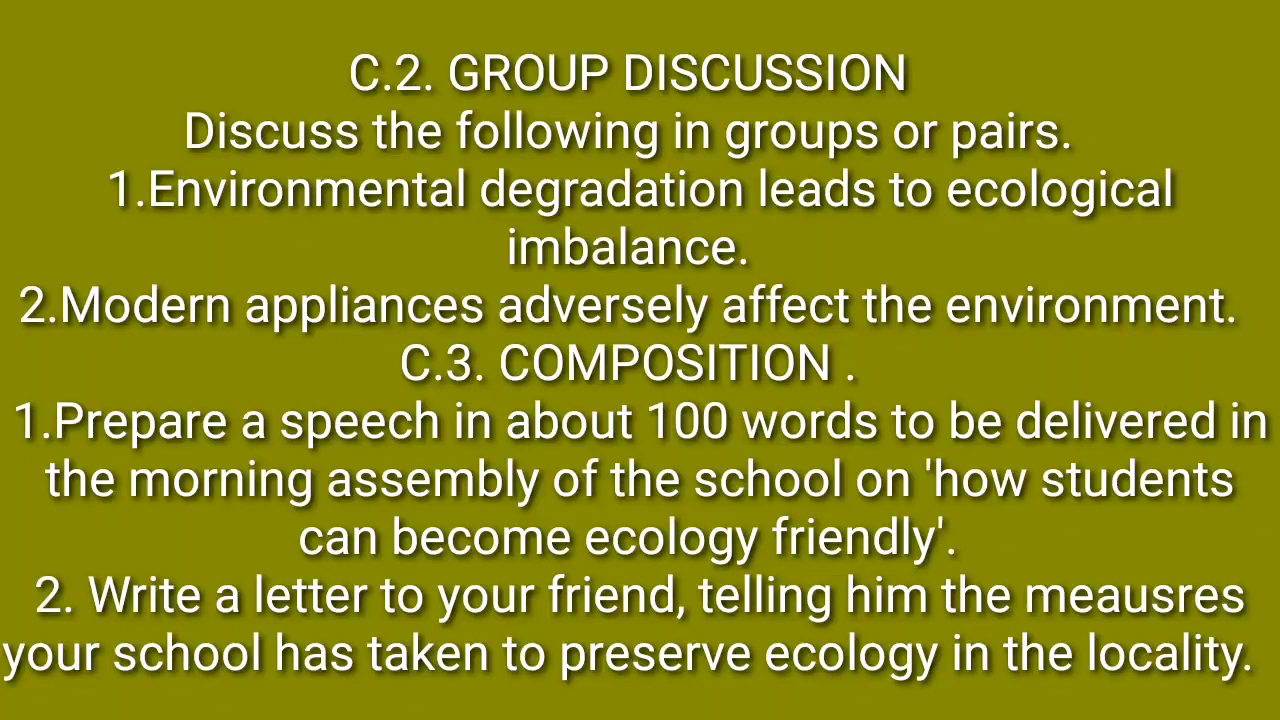 C.2. GROUP DISCUSSION
Discuss the following in groups or pairs.
1.Environmental degradation leads to ecological
imbalance.
2.Modern appliances adversely affect the environment.
C.3. COMPOSITION .
1.Prepare a speech in about 100 words to be delivered in
the morning assembly of the school on 'how students
can become ecology friendly'.
2. Write a letter to your friend, telling him the meausres
your school has taken to preserve ecology in the locality.